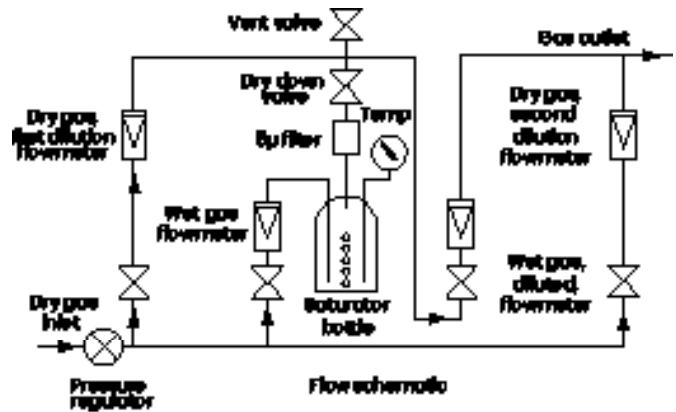 Vent valve
Gas outlet
Dry down
valve
Temp
Dry gas,
first dilution
flowmeter
5μ filter
Dry gas,
second
dilution
flowmeter
Wet gas
flowmeter
Wet gas,
diluted,
flowmeter
Dry gas
inlet
Saturator
bottle
Pressure
regulator
Flow schematic